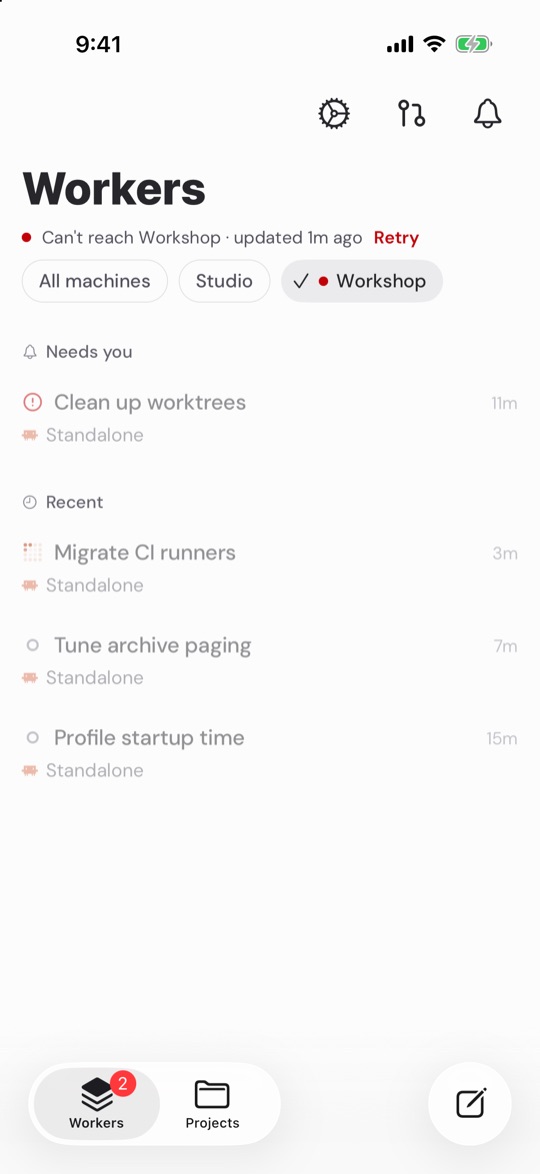 9:41
Workers
Can't reach Workshop · updated 1m ago Retry
All machines Studio Workshop
Needs you
Clean up worktrees 11m
Standalone
Recent
Migrate CI runners 3m
Standalone
Tune archive paging 7m
Standalone
Profile startup time 15m
Standalone
2
Workers Projects